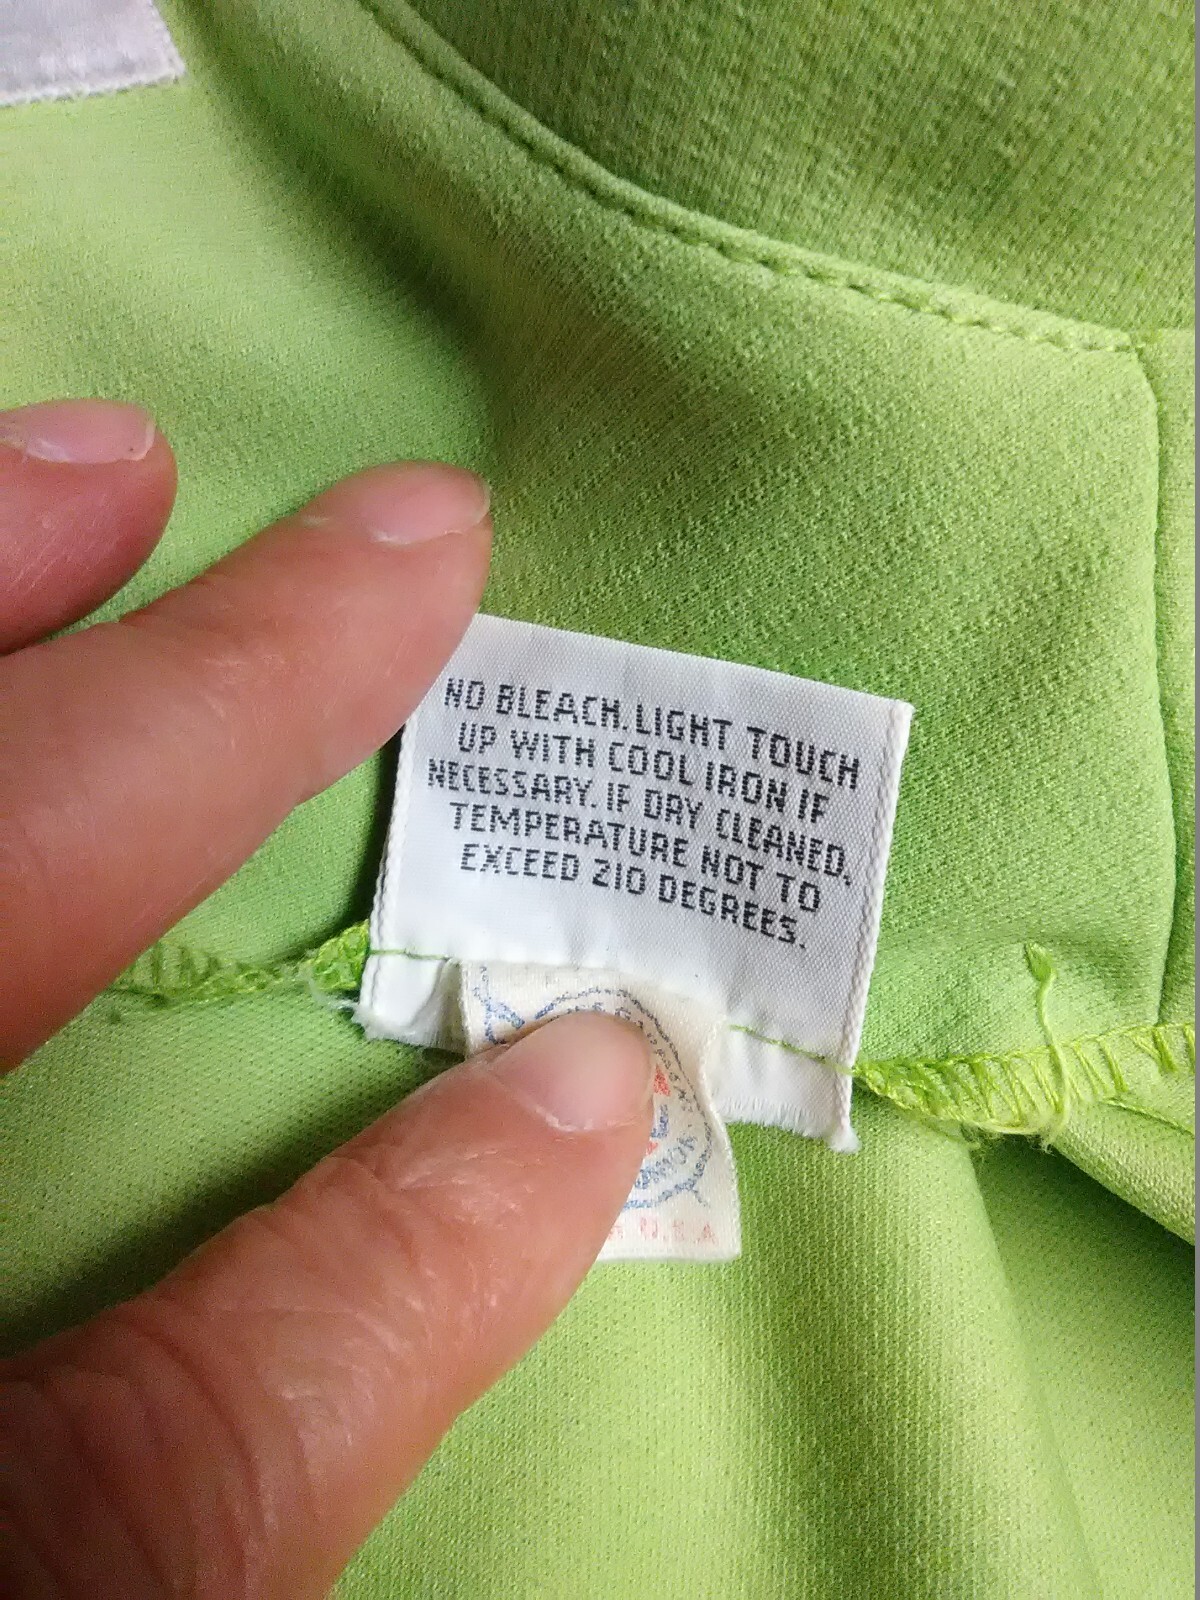 NO BLEACH. LIGHT TOUCH
UP WITH COOL IRON IF
NECESSARY. IF DRY CLEANED,
TEMPERATURE NOT TO
EXCEED 210 DEGREES.
UNION
U.S.A